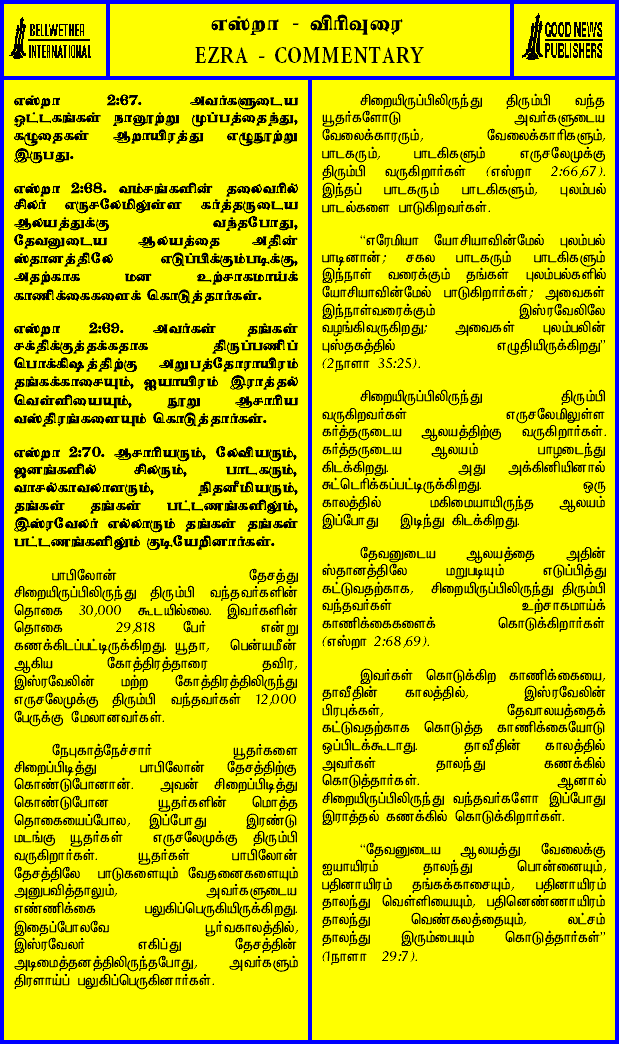 BELLWETHER
INTERNATIONAL
எஸ்றா - விரிவுரை
EZRA - COMMENTARY
GOOD NEWS
PUBLISHERS
எஸ்றா 2:67. அவர்களுடைய
ஒட்டகங்கள் நானூற்று முப்பத்தைந்து,
கழுதைகள் ஆறாயிரத்து எழுநூற்று
இருபது.
எஸ்றா 2:68. வம்சங்களின் தலைவரில்
சிலர் எருசலேமிலுள்ள கர்த்தருடைய
ஆலயத்துக்கு வந்தபோது,
தேவனுடைய ஆலயத்தை அதின்
ஸ்தானத்திலே எடுப்பிக்கும்படிக்கு,
அதற்காக மன உற்சாகமாய்க்
காணிக்கைகளைக் கொடுத்தார்கள்.
எஸ்றா 2:69. அவர்கள் தங்கள்
சக்திக்குத்தக்கதாக திருப்பணிப்
பொக்கிஷத்திற்கு அறுபத்தோராயிரம்
தங்கக்காசையும், ஐயாயிரம் இராத்தல்
வெள்ளியையும், நூறு ஆசாரிய
வஸ்திரங்களையும் கொடுத்தார்கள்.
எஸ்றா 2:70. ஆசாரியரும், லேவியரும்,
ஜனங்களில் சிலரும், பாடகரும்,
வாசல்காவலாளரும், நிதனீமியரும்,
தங்கள் தங்கள் பட்டணங்களிலும்,
இஸ்ரவேலர் எல்லாரும் தங்கள் தங்கள்
பட்டணங்களிலும் குடியேறினார்கள்.
பாபிலோன் தேசத்து
சிறையிருப்பிலிருந்து திரும்பி வந்தவர்களின்
தொகை 30,000 கூடயில்லை. இவர்களின்
தொகை 29,818 பேர் என்று
கணக்கிடப்பட்டிருக்கிறது. யூதா, பென்யமீன்
ஆகிய கோத்திரத்தாரை தவிர,
இஸ்ரவேலின் மற்ற கோத்திரத்திலிருந்து
எருசலேமுக்கு திரும்பி வந்தவர்கள் 12,000
பேருக்கு மேலானவர்கள்.
நேபுகாத்நேச்சார் யூதர்களை
சிறைப்பிடித்து பாபிலோன் தேசத்திற்கு
கொண்டுபோனான். அவன் சிறைப்பிடித்து
கொண்டுபோன யூதர்களின் மொத்த
தொகையைப்போல, இப்போது இரண்டு
மடங்கு யூதர்கள் எருசலேமுக்கு திரும்பி
வருகிறார்கள். யூதர்கள் பாபிலோன்
தேசத்திலே பாடுகளையும் வேதனைகளையும்
அனுபவித்தாலும், அவர்களுடைய
எண்ணிக்கை பலுகிப்பெருகியிருக்கிறது.
இதைப்போலவே பூர்வகாலத்தில்,
இஸ்ரவேலர் எகிப்து தேசத்தின்
அடிமைத்தனத்திலிருந்தபோது, அவர்களும்
திரளாய்ப் பலுகிப்பெருகினார்கள்.
சிறையிருப்பிலிருந்து திரும்பி வந்த
யூதர்களோடு அவர்களுடைய
வேலைக்காரரும், வேலைக்காரிகளும்,
பாடகரும், பாடகிகளும் எருசலேமுக்கு
திரும்பி வருகிறார்கள் (எஸ்றா 2:66,67).
இந்தப் பாடகரும் பாடகிகளும், புலம்பல்
பாடல்களை பாடுகிறவர்கள்.
“எரேமியா யோசியாவின்மேல் புலம்பல்
பாடினான்; சகல பாடகரும் பாடகிகளும்
இந்நாள் வரைக்கும் தங்கள் புலம்பல்களில்
யோசியாவின்மேல் பாடுகிறார்கள்; அவைகள்
இந்நாள்வரைக்கும் இஸ்ரவேலிலே
வழங்கிவருகிறது; அவைகள் புலம்பலின்
புஸ்தகத்தில் எழுதியிருக்கிறது”
(2நாளா 35:25).
சிறையிருப்பிலிருந்து திரும்பி
வருகிறவர்கள் எருசலேமிலுள்ள
கர்த்தருடைய ஆலயத்திற்கு வருகிறார்கள்.
கர்த்தருடைய ஆலயம் பாழடைந்து
கிடக்கிறது. அது அக்கினியினால்
சுட்டெரிக்கப்பட்டிருக்கிறது. ஒரு
காலத்தில் மகிமையாயிருந்த ஆலயம்
இப்போது இடிந்து கிடக்கிறது.
தேவனுடைய ஆலயத்தை அதின்
ஸ்தானத்திலே மறுபடியும் எடுப்பித்து
கட்டுவதற்காக, சிறையிருப்பிலிருந்து திரும்பி
வந்தவர்கள் உற்சாகமாய்க்
காணிக்கைகளைக் கொடுக்கிறார்கள்
(எஸ்றா 2:68,69).
இவர்கள் கொடுக்கிற காணிக்கையை,
தாவீதின் காலத்தில், இஸ்ரவேலின்
பிரபுக்கள், தேவாலயத்தைக்
கட்டுவதற்காக கொடுத்த காணிக்கையோடு
ஒப்பிடக்கூடாது. தாவீதின் காலத்தில்
அவர்கள் தாலந்து கணக்கில்
கொடுத்தார்கள். ஆனால்
சிறையிருப்பிலிருந்து வந்தவர்களோ இப்போது
இராத்தல் கணக்கில் கொடுக்கிறார்கள்.
“தேவனுடைய ஆலயத்து வேலைக்கு
ஐயாயிரம் தாலந்து பொன்னையும்,
பதினாயிரம் தங்கக்காசையும், பதினாயிரம்
தாலந்து வெள்ளியையும், பதினெண்ணாயிரம்
தாலந்து வெண்கலத்தையும், லட்சம்
தாலந்து இரும்பையும் கொடுத்தார்கள்”
(1நாளா 29:7).